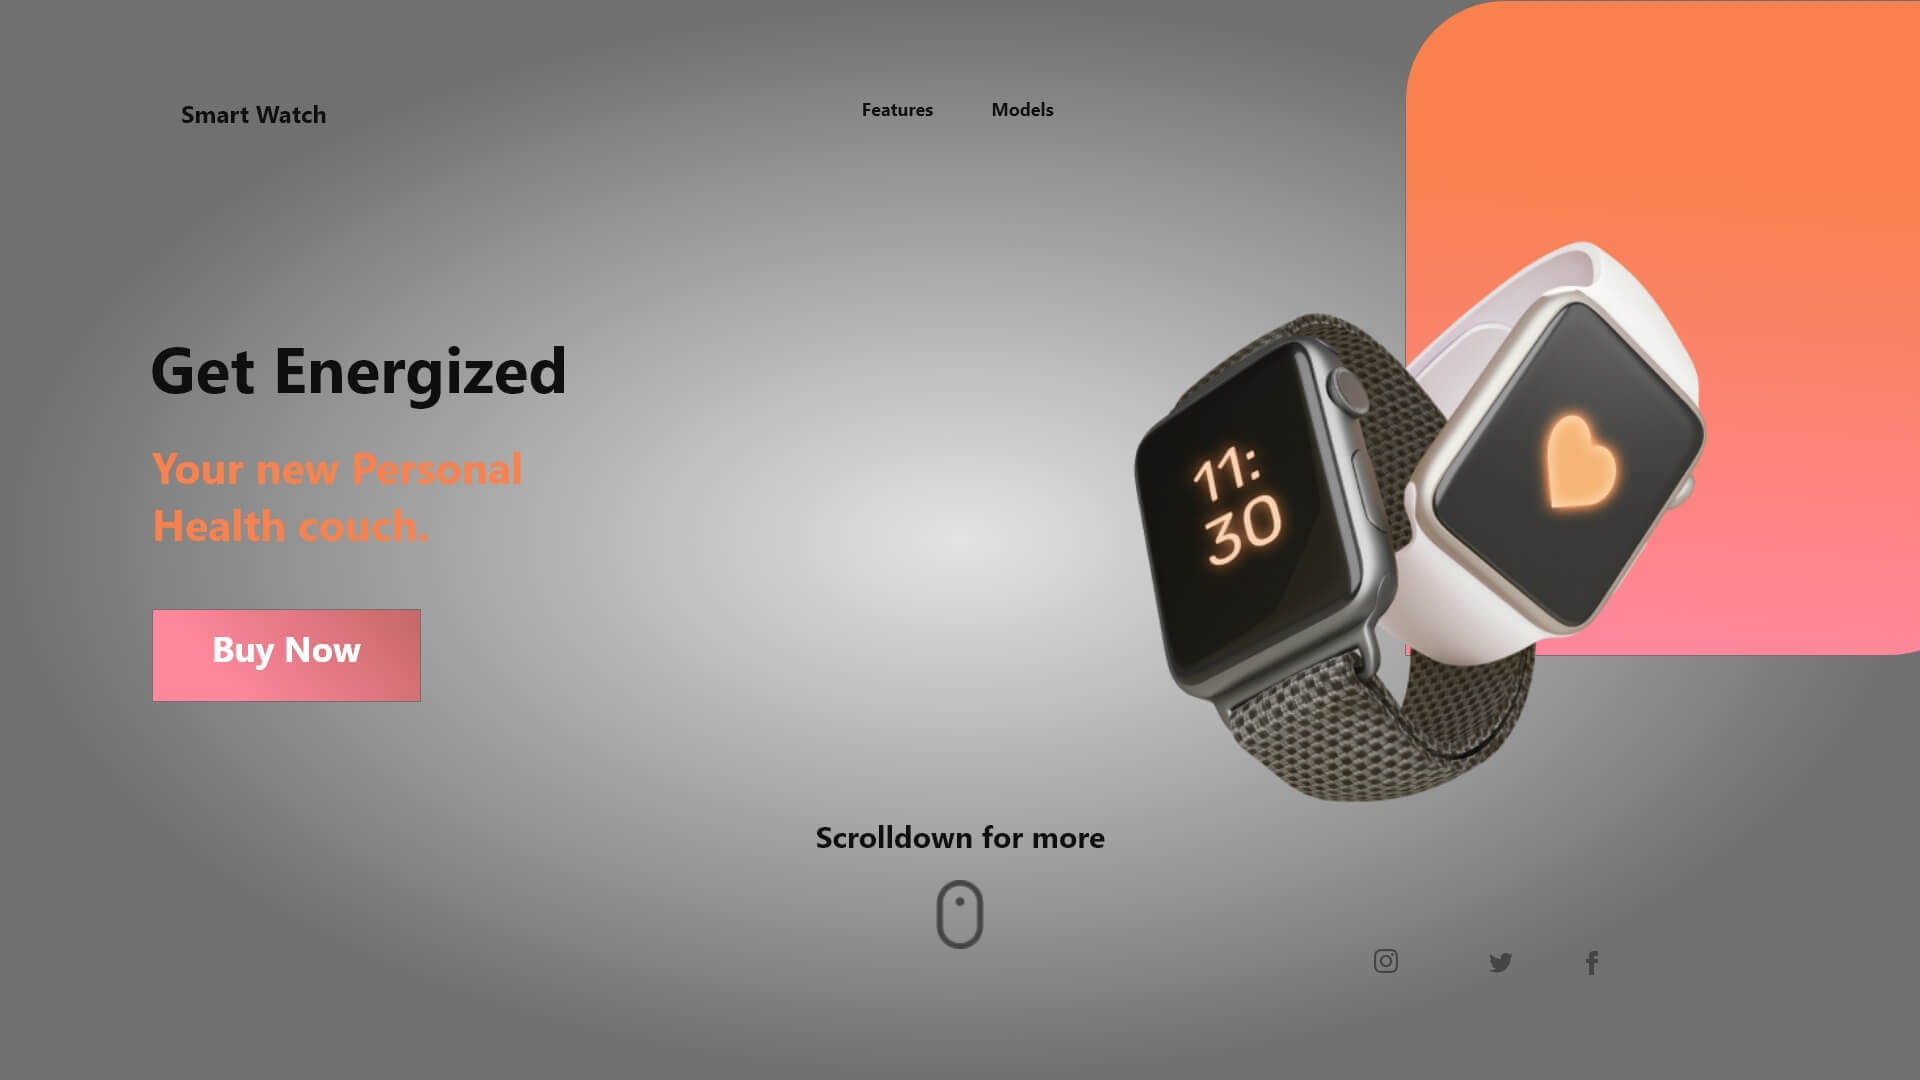 Smart Watch
Features
Models
Get Energized
Your new Personal
Health couch.
Buy Now
11:
30
Scrolldown for more